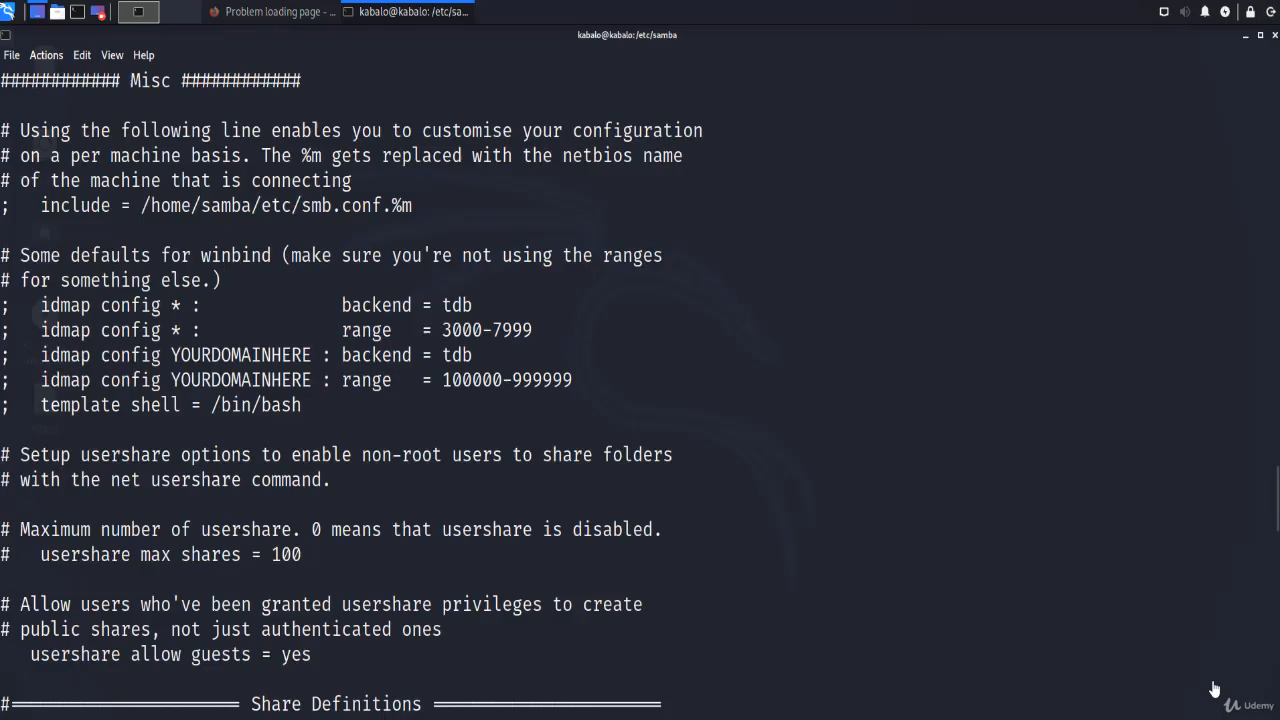 Problem loading page - ...
kabalo@kabalo: /etc/sa...
kabalo@kabalo: /etc/samba
File Actions Edit View Help
############ Misc ############
# Using the following line enables you to customise your configuration
# on a per machine basis. The %m gets replaced with the netbios name
# of the machine that is connecting
;   include = /home/samba/etc/smb.conf.%m
# Some defaults for winbind (make sure you're not using the ranges
# for something else.)
;   idmap config * :              backend = tdb
;   idmap config * :              range   = 3000-7999
;   idmap config YOURDOMAINHERE : backend = tdb
;   idmap config YOURDOMAINHERE : range   = 100000-999999
;   template shell = /bin/bash
# Setup usershare options to enable non-root users to share folders
# with the net usershare command.
# Maximum number of usershare. 0 means that usershare is disabled.
#   usershare max shares = 100
# Allow users who've been granted usershare privileges to create
# public shares, not just authenticated ones
   usershare allow guests = yes
#======================= Share Definitions =======================
Udemy